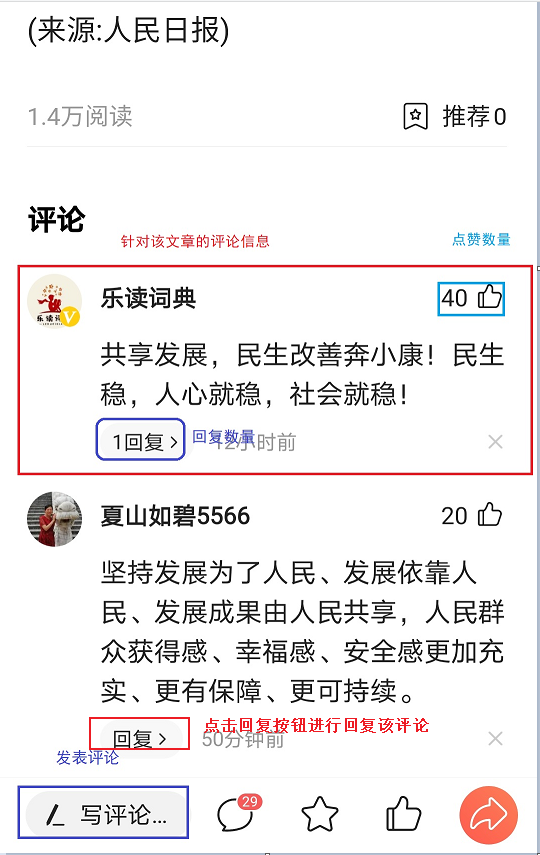 (来源:人民日报)
1.4万阅读
推荐0
评论
针对该文章的评论信息
点赞数量
乐读词典
40
共享发展，民生改善奔小康！民生
稳，人心就稳，社会就稳！
1回复 >
回复数量
12小时前
夏山如碧5566
20
坚持发展为了人民、发展依靠人
民、发展成果由人民共享，人民群
众获得感、幸福感、安全感更加充
实、更有保障、更可持续。
点击回复按钮进行回复该评论
回复 >
50分钟前
发表评论
写评论...
29